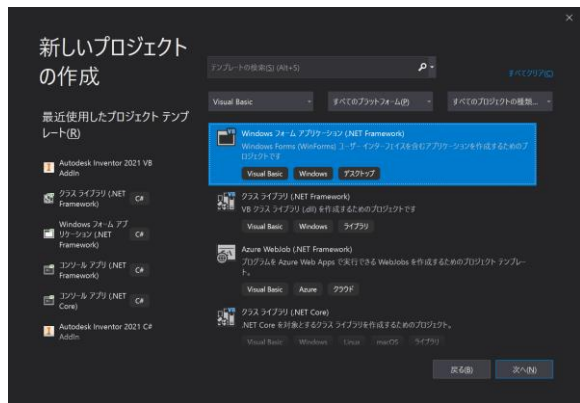 新しいプロジェクト
の作成
最近使用したプロジェクト テンプ
レート(R)
Autodesk Inventor 2021 VB
Addin
クラス ライブラリ (.NET
Framework)
C#
Windows フォーム アプ
リケーション (.NET
Framework)
C#
コンソール アプリ (.NET
Framework)
C#
コンソール アプリ (.NET
Core)
C#
Autodesk Inventor 2021 C#
Addin
テンプレートの検索(S) (Alt+S)
すべてクリア(C)
Visual Basic
すべてのプラットフォーム(P)
すべてのプロジェクトの種類...
Windows フォーム アプリケーション (.NET Framework)
Windows Forms (WinForms) ユーザー インターフェイスを含むアプリケーションを作成するためのプ
ロジェクトです
Visual Basic Windows デスクトップ
クラス ライブラリ (.NET Framework)
VB クラス ライブラリ (.dll) を作成するためのプロジェクトです
Visual Basic Windows ライブラリ
Azure WebJob (.NET Framework)
プログラムを Azure Web Apps で実行できる WebJobs を作成するためのプロジェクト テンプレー
ト。
Visual Basic Azure クラウド
クラス ライブラリ (.NET Core)
.NET Core を対象とするクラス ライブラリを作成するためのプロジェクト。
Visual Basic Windows Linux macOS ライブラリ
戻る(B)
次へ(N)